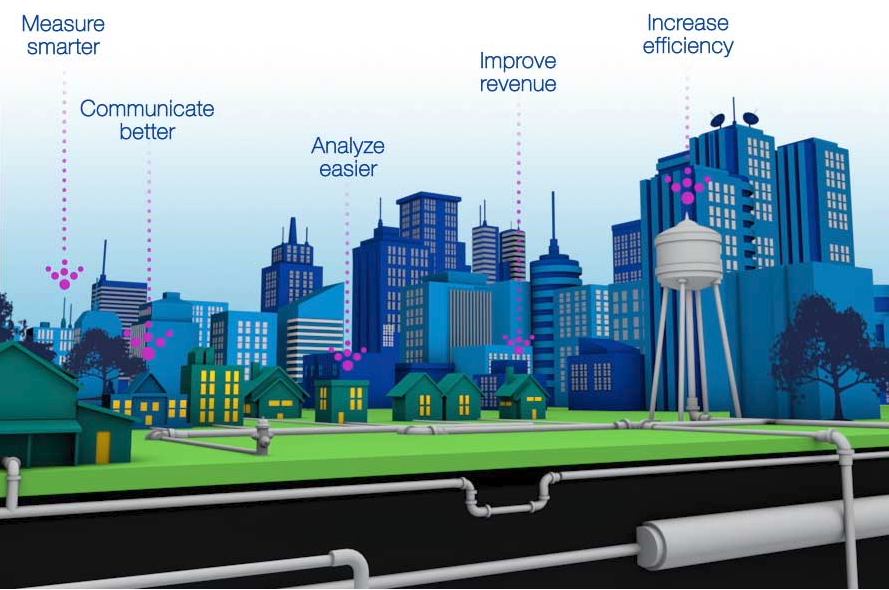 Measure
smarter
Communicate
better
Analyze
easier
Improve
revenue
Increase
efficiency